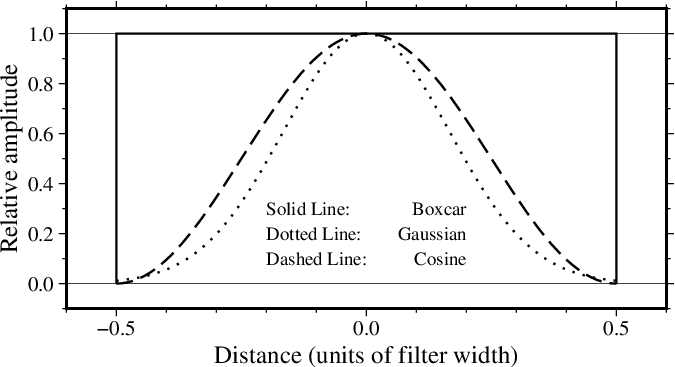 Relative amplitude
1.0
0.8
0.6
0.4
0.2
0.0
Solid Line: Boxcar
Dotted Line: Gaussian
Dashed Line: Cosine
−0.5 0.0 0.5
Distance (units of filter width)